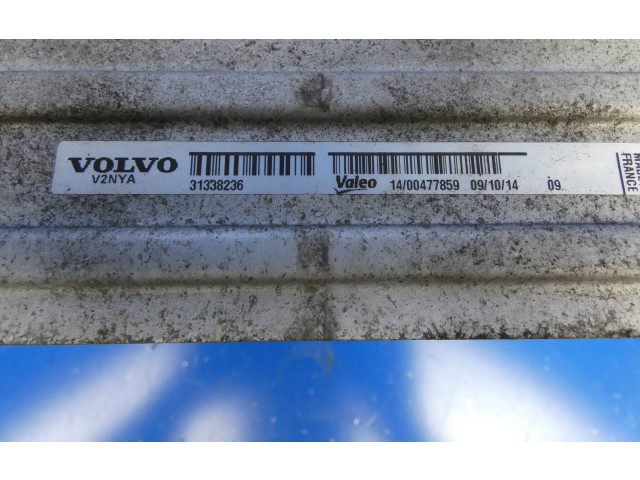 VOLVO
V2NYA
31338236
Valeo
14/00477859 09/10/14 09
FRANCE